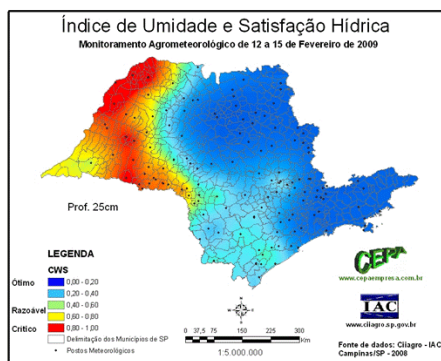 Índice de Umidade e Satisfação Hídrica
Monitoramento Agrometeorológico de 12 a 15 de Fevereiro de 2009
Prof. 25cm
LEGENDA
CWS
Ótimo
0,00 - 0,20
0,20 - 0,40
Razoável
0,40 - 0,60
0,60 - 0,80
Crítico
0,80 - 1,00
Delimitação dos Municípios de SP
Postos Meteorológicos
0 37,5 75 150 225 300
Km
1:5.000.000
CEPA
www.cepaempresa.com.br
IAC
www.ciiagro.sp.gov.br
Fonte de dados: Ciiagro - IAC
Campinas/SP - 2008